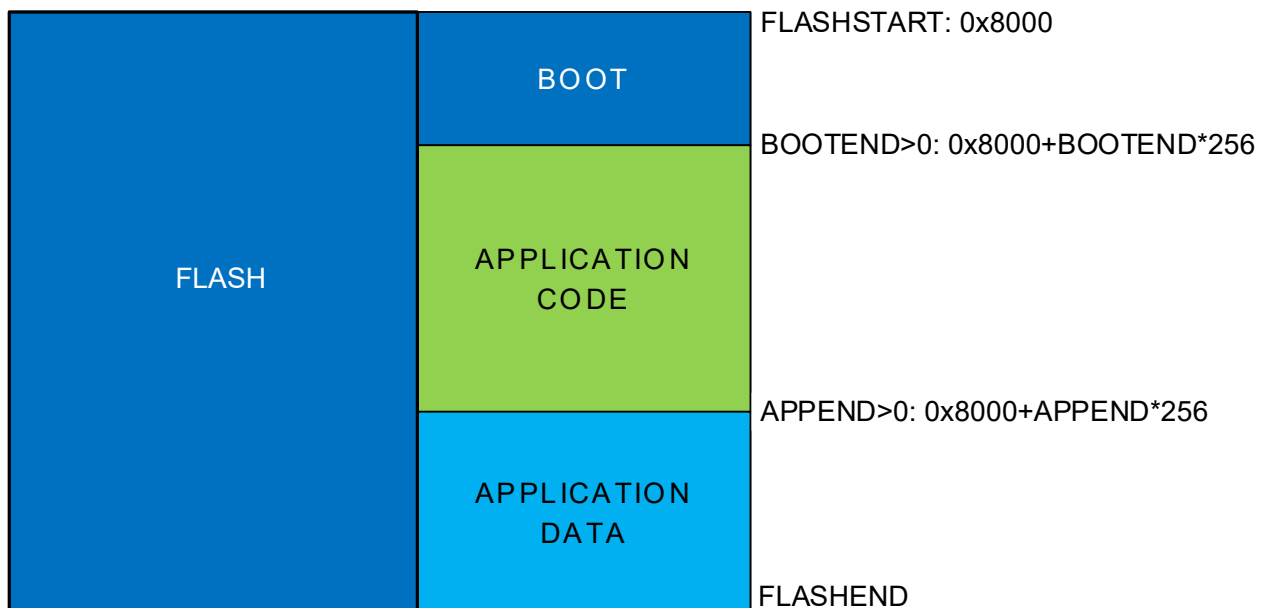 FLASHSTART: 0x8000
BOOT
BOOTEND>0: 0x8000+BOOTEND*256
FLASH
APPLICATION
CODE
APPEND>0: 0x8000+APPEND*256
APPLICATION
DATA
FLASHEND